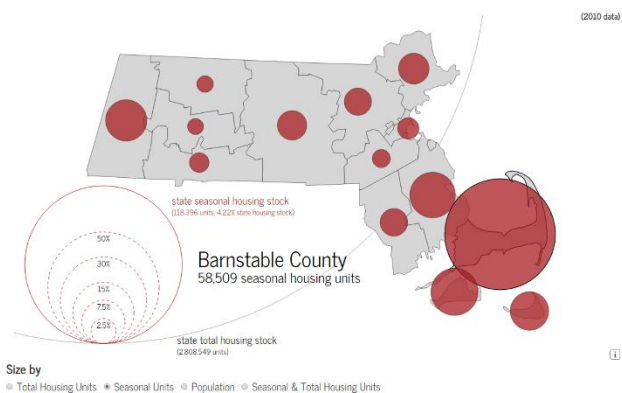 (2010 data)
state seasonal housing stock
(118,396 units, 4.22% state housing stock)
50%
30%
15%
7.5%
2.5%
Barnstable County
58,509 seasonal housing units
state total housing stock
(2,808,549 units)
i
Size by
Total Housing Units Seasonal Units Population Seasonal & Total Housing Units